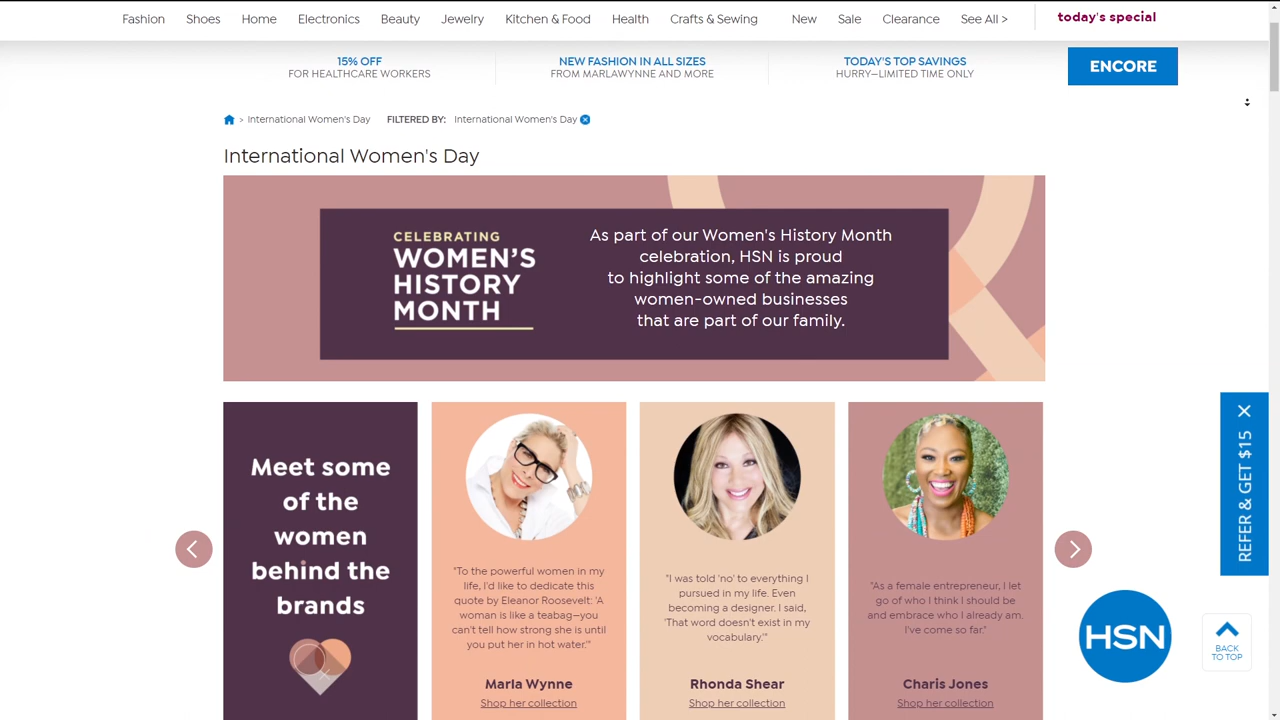 Fashion Shoes Home Electronics Beauty Jewelry Kitchen & Food Health Crafts & Sewing New Sale Clearance See All > today's special
15% OFF
FOR HEALTHCARE WORKERS
NEW FASHION IN ALL SIZES
FROM MARLAWYNNE AND MORE
TODAY'S TOP SAVINGS
HURRY—LIMITED TIME ONLY
ENCORE
> International Women's Day FILTERED BY: International Women's Day
International Women's Day
CELEBRATING
WOMEN'S
HISTORY
MONTH
As part of our Women's History Month
celebration, HSN is proud
to highlight some of the amazing
women-owned businesses
that are part of our family.
Meet some
of the
women
behind the
brands
"To the powerful women in my
life, I'd like to dedicate this
quote by Eleanor Roosevelt: 'A
woman is like a teabag—you
can't tell how strong she is until
you put her in hot water.'"
Marla Wynne
Shop her collection
"I was told 'no' to everything I
pursued in my life. Even
becoming a designer. I said,
'That word doesn't exist in my
vocabulary.'"
Rhonda Shear
Shop her collection
"As a female entrepreneur, I let
go of who I think I should be
and embrace who I already am.
I've come so far."
Charis Jones
Shop her collection
REFER & GET $15
HSN
BACK
TO TOP